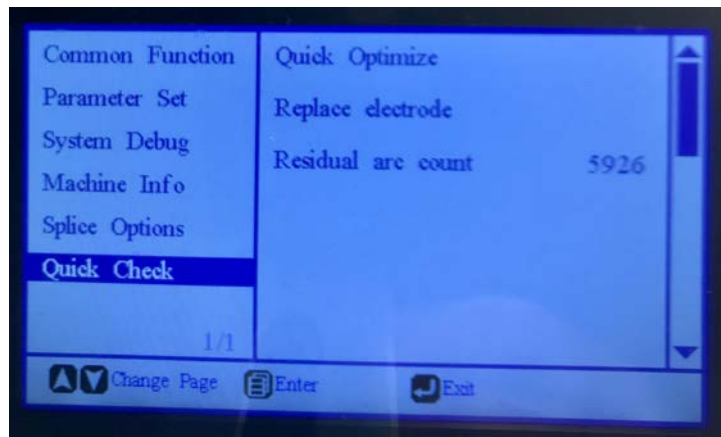 Common Function
Parameter Set
System Debug
Machine Info
Splice Options
Quick Check
1/1
Quick Optimize
Replace electrode
Residual arc count 5926
Change Page Enter Exit